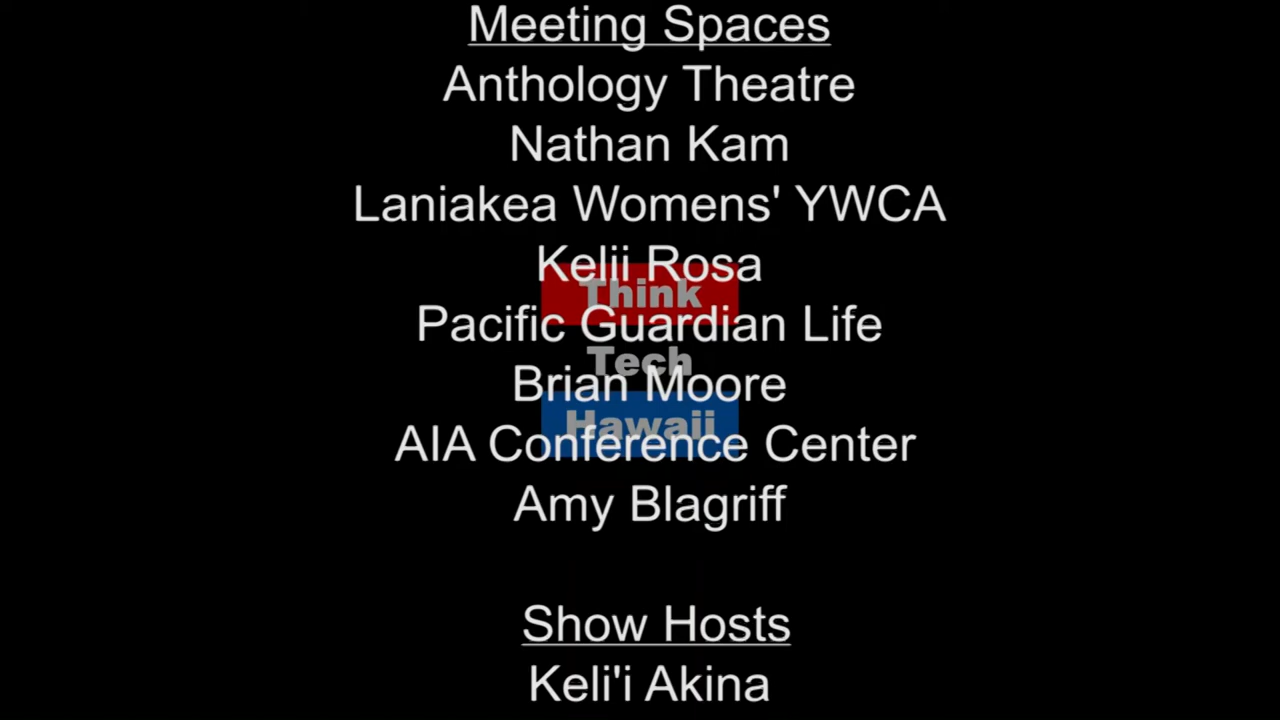 Meeting Spaces
Anthology Theatre
Nathan Kam
Laniakea Womens' YWCA
Kelii Rosa
Think
Pacific Guardian Life
Tech
Brian Moore
Hawaii
AIA Conference Center
Amy Blagriff
Show Hosts
Keli'i Akina